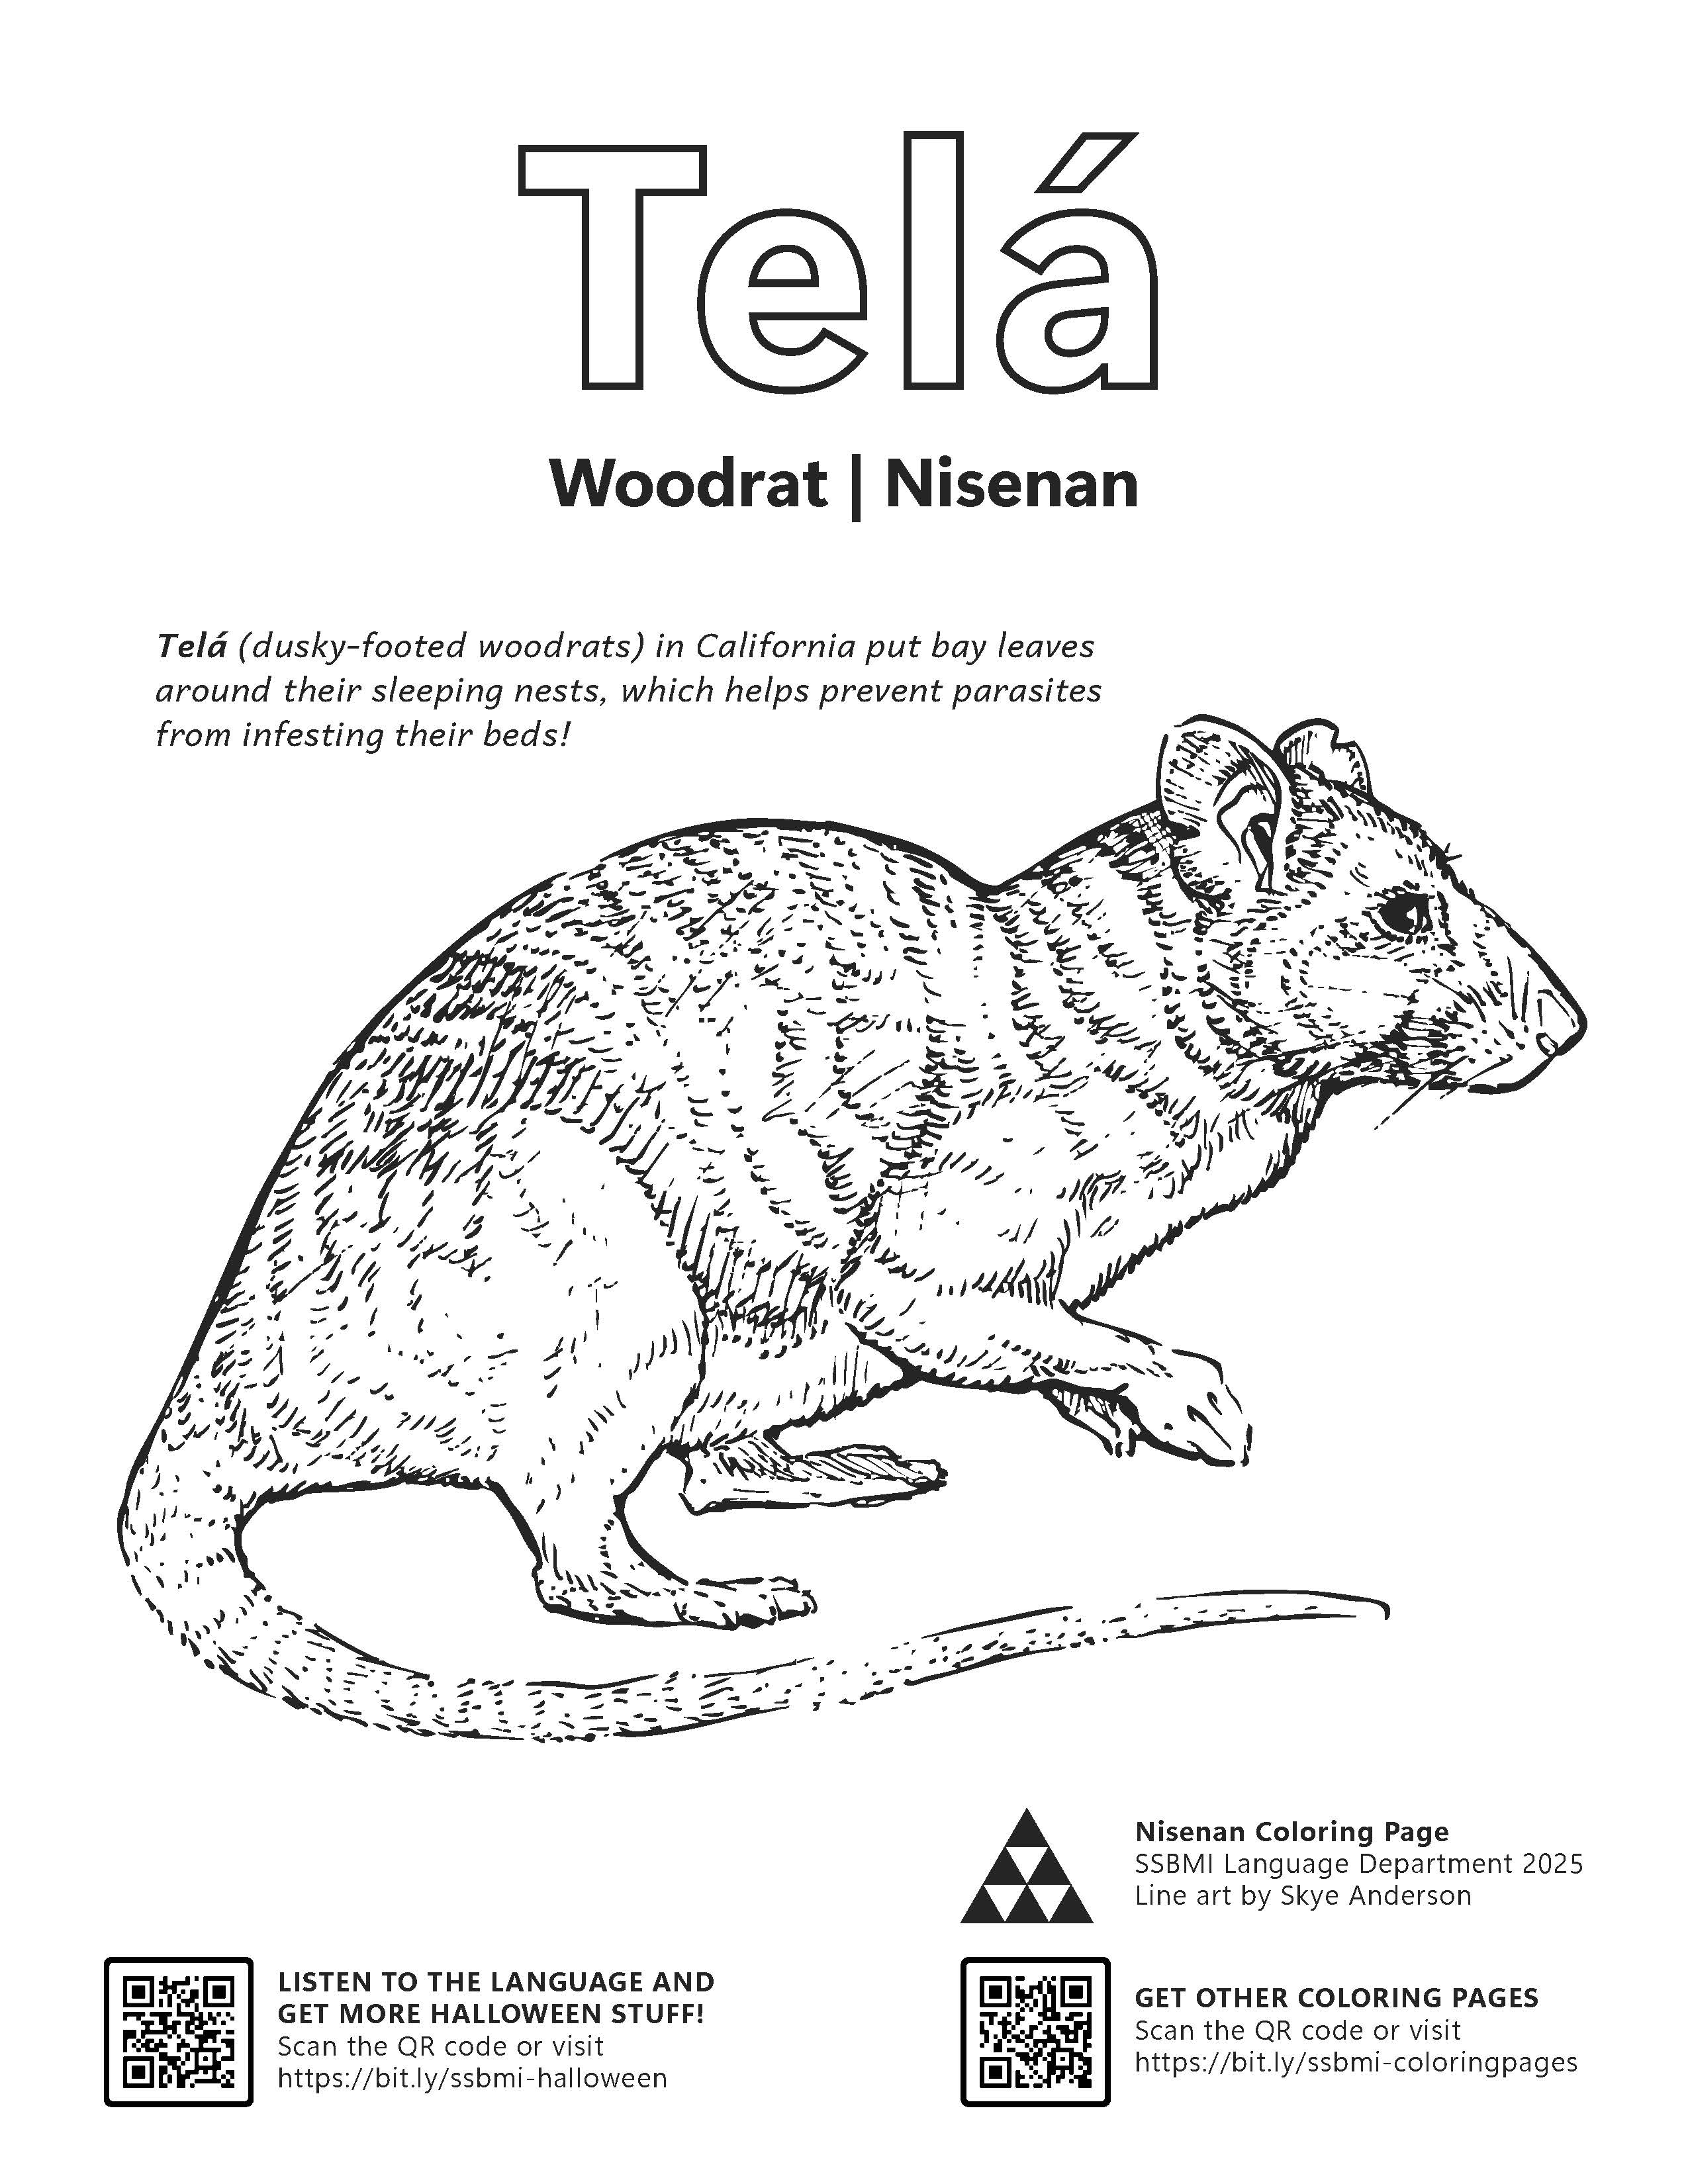 Telá
Woodrat | Nisenan
Telá (dusky-footed woodrats) in California put bay leaves
around their sleeping nests, which helps prevent parasites
from infesting their beds!
Nisenan Coloring Page
SSBMI Language Department 2025
Line art by Skye Anderson
LISTEN TO THE LANGUAGE AND
GET MORE HALLOWEEN STUFF!
Scan the QR code or visit
https://bit.ly/ssbmi-halloween
GET OTHER COLORING PAGES
Scan the QR code or visit
https://bit.ly/ssbmi-coloringpages